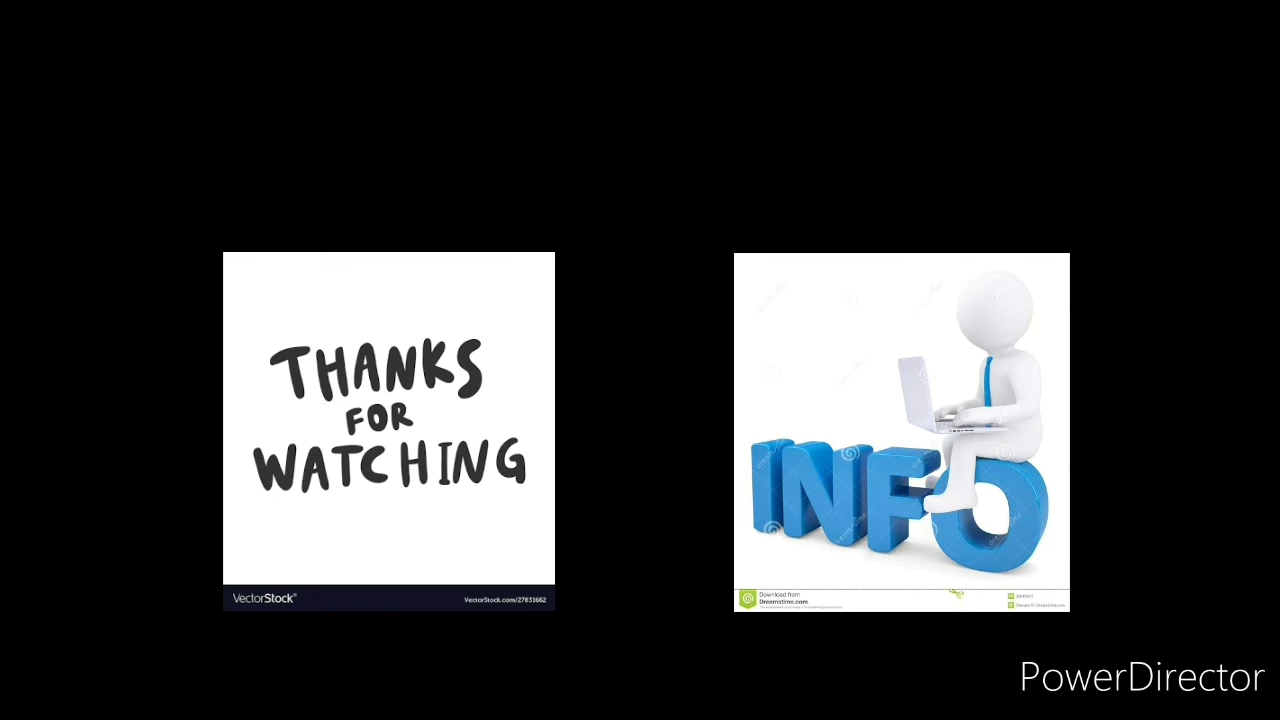 THANKS
FOR
WATCHING
VectorStock®
VectorStock.com/27831662
INFO
Download from
Dreamstime.com
PowerDirector